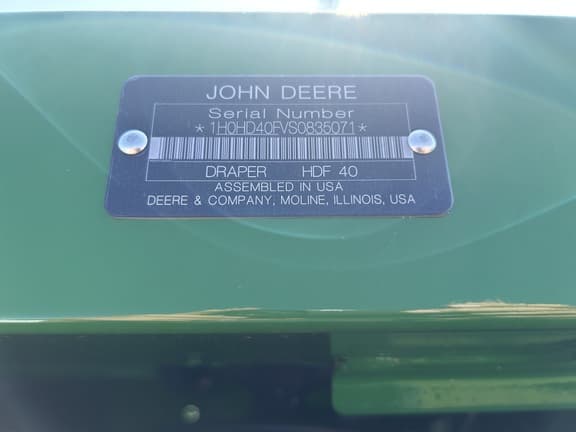 JOHN DEERE
Serial Number
*1H0HD40FVS0835071*
DRAPER HDF 40
ASSEMBLED IN USA
DEERE & COMPANY, MOLINE, ILLINOIS, USA